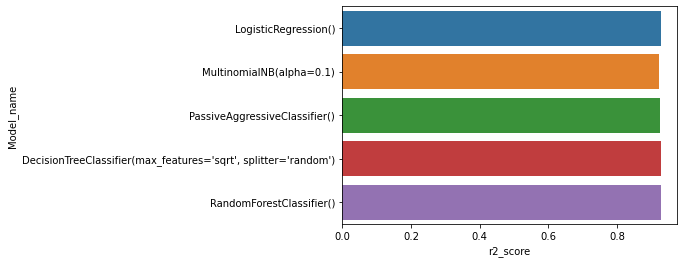 Model_name
LogisticRegression()
MultinomialNB(alpha=0.1)
PassiveAggressiveClassifier()
DecisionTreeClassifier(max_features='sqrt', splitter='random')
RandomForestClassifier()
0.0 0.2 0.4 0.6 0.8
r2_score